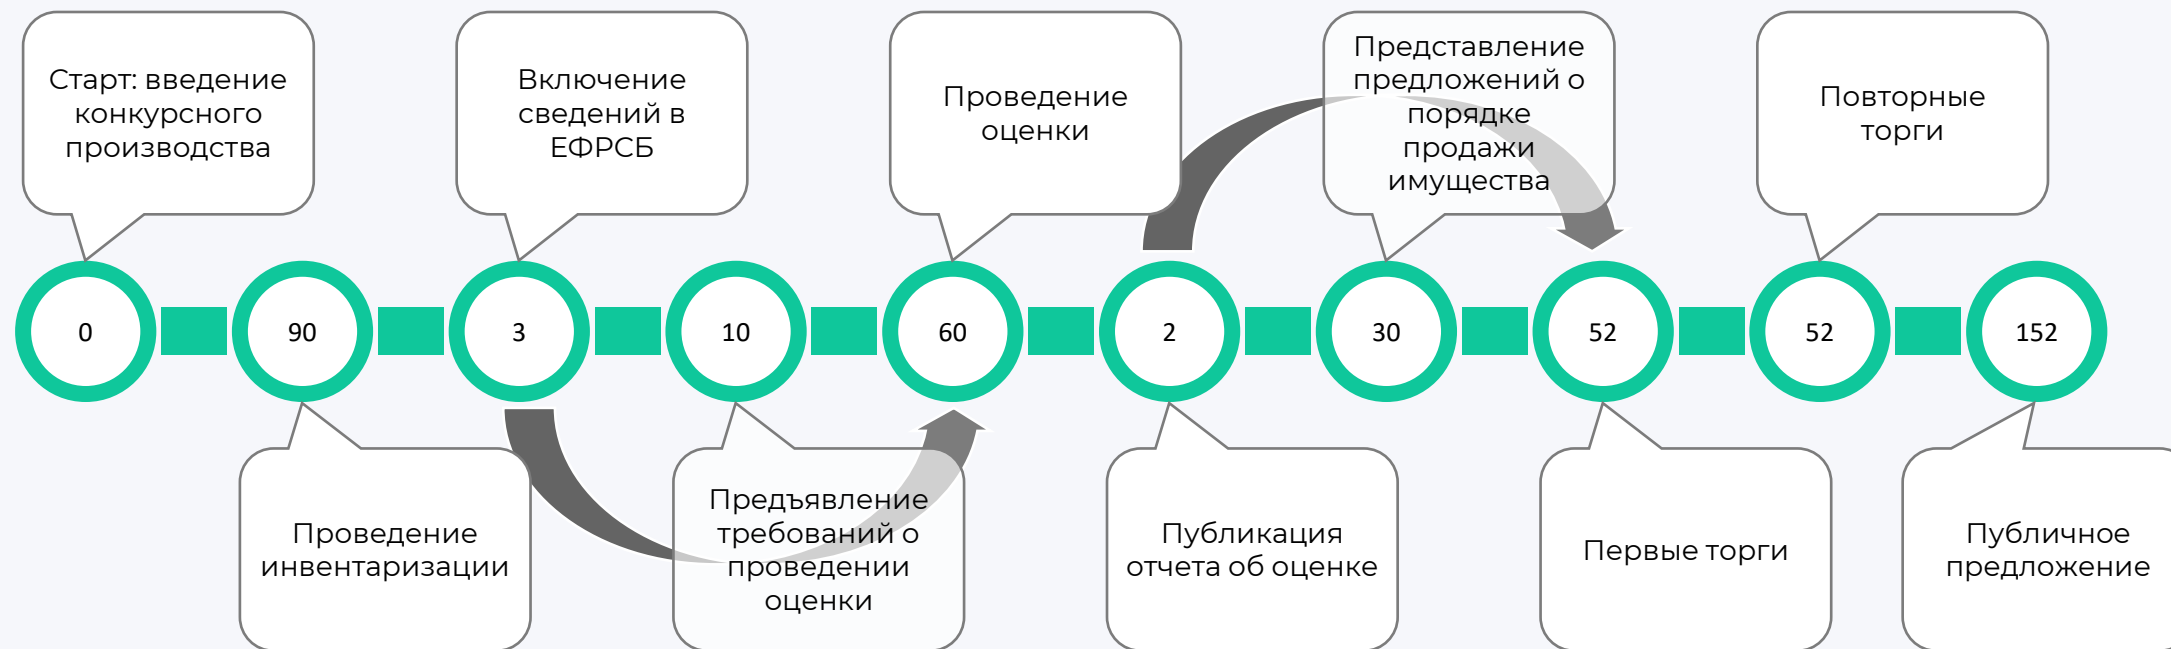 Старт: введение
конкурсного
производства
Включение
сведений в
ЕФРСБ
Проведение
оценки
Представление
предложений о
порядке
продажи
имущества
Повторные
торги
0
90
3
10
60
2
30
52
52
152
Проведение
инвентаризации
Предъявление
требований о
проведении
оценки
Публикация
отчета об оценке
Первые торги
Публичное
предложение